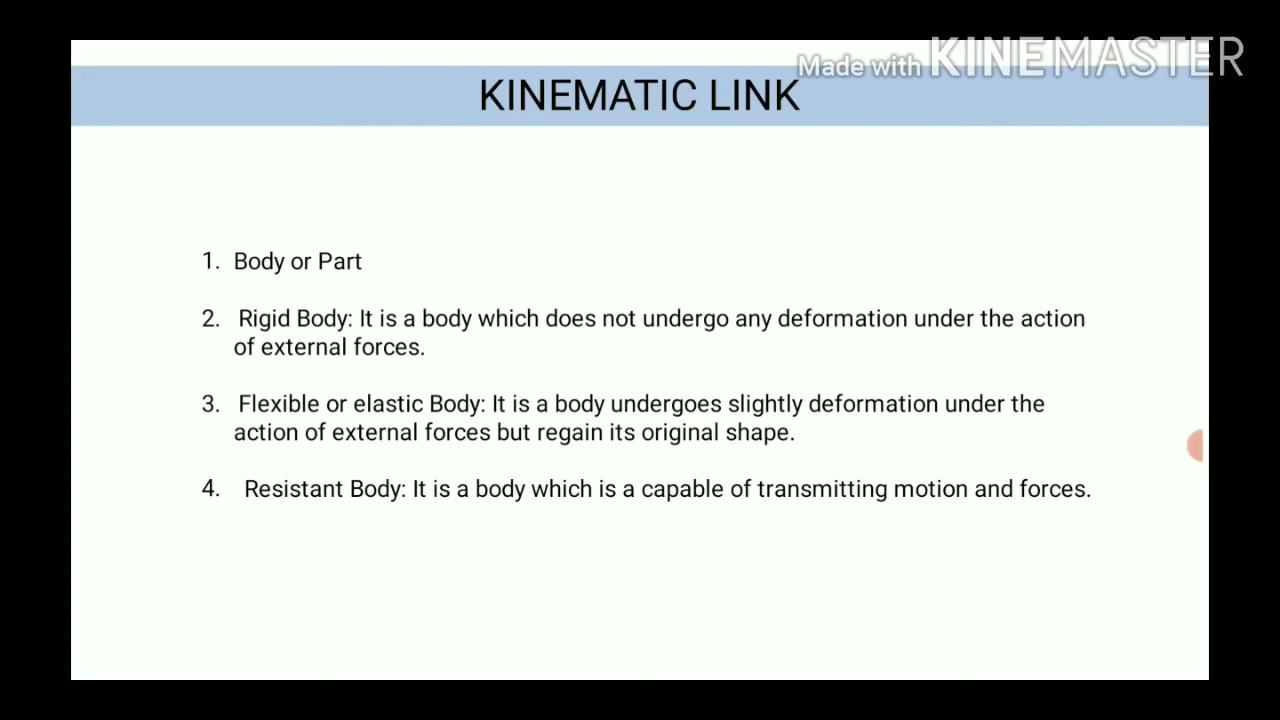 Made with KINEMASTER
KINEMATIC LINK
1. Body or Part
2. Rigid Body: It is a body which does not undergo any deformation under the action
of external forces.
3. Flexible or elastic Body: It is a body undergoes slightly deformation under the
action of external forces but regain its original shape.
4. Resistant Body: It is a body which is a capable of transmitting motion and forces.